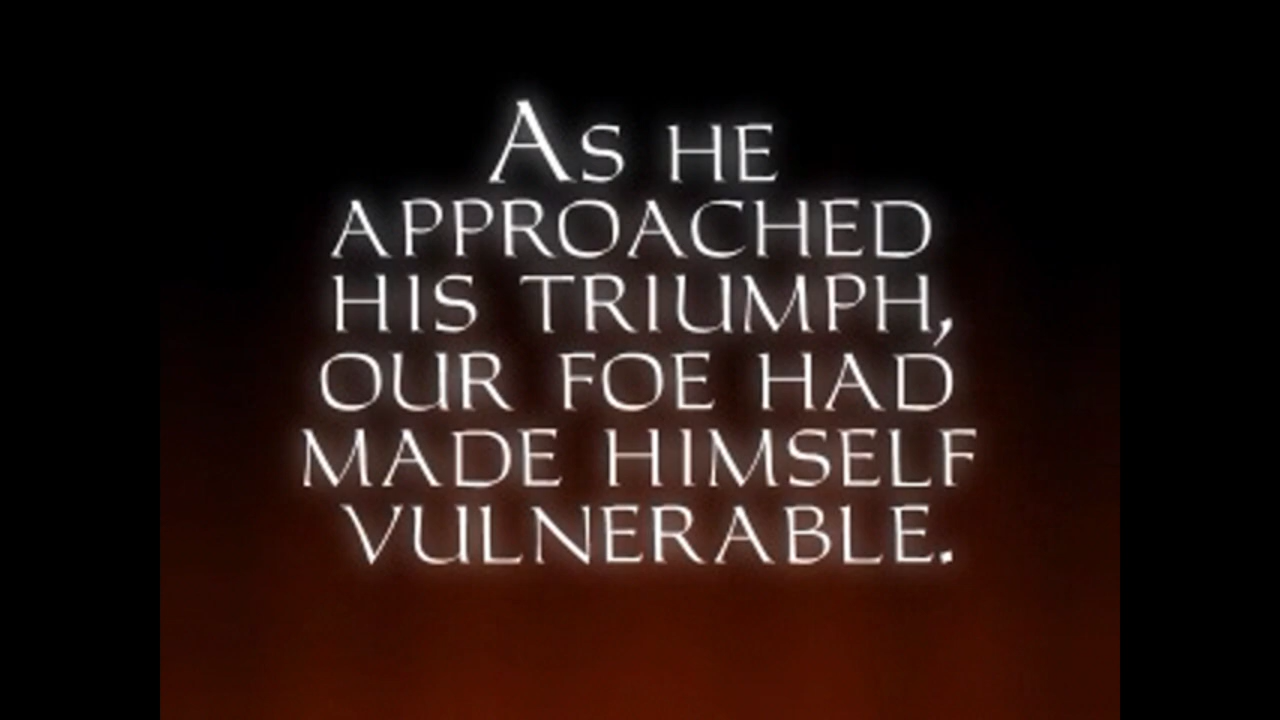 As he
approached
his triumph,
our foe had
made himself
vulnerable.